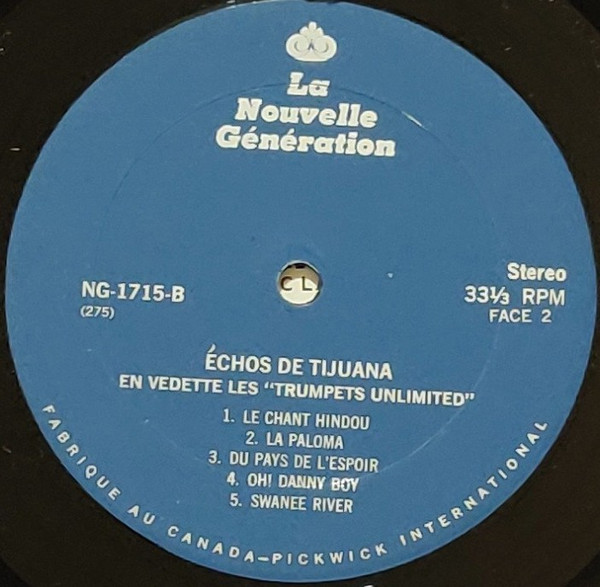 La
Nouvelle
Génération
C L
NG-1715-B
(275)
Stereo
33⅓ RPM
FACE 2
ÉCHOS DE TIJUANA
EN VEDETTE LES "TRUMPETS UNLIMITED"
1. LE CHANT HINDOU
2. LA PALOMA
3. DU PAYS DE L'ESPOIR
4. OH! DANNY BOY
5. SWANEE RIVER
FABRIQUE AU CANADA—PICKWICK INTERNATIONAL